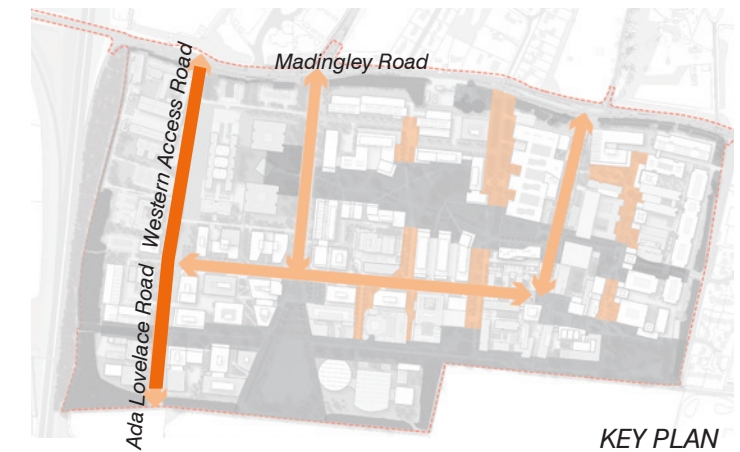 Madingley Road
Western Access Road
Ada Lovelace Road
KEY PLAN